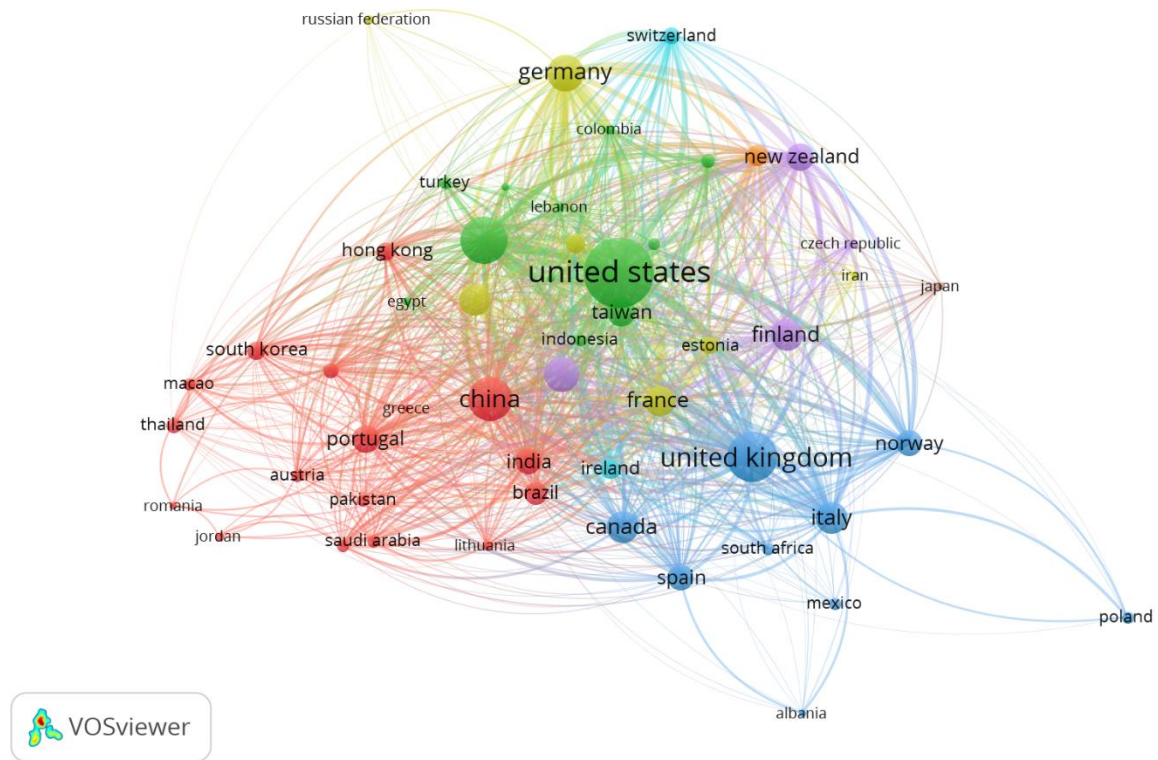 russian federation
switzerland
germany
colombia
new zealand
turkey
lebanon
czech republic
hong kong
united states
iran
japan
egypt
taiwan
finland
indonesia
estonia
south korea
macao
china
france
greece
thailand
portugal
norway
united kingdom
india
ireland
austria
brazil
pakistan
romania
italy
canada
jordan
saudi arabia
lithuania
south africa
spain
mexico
poland
albania
VOSviewer